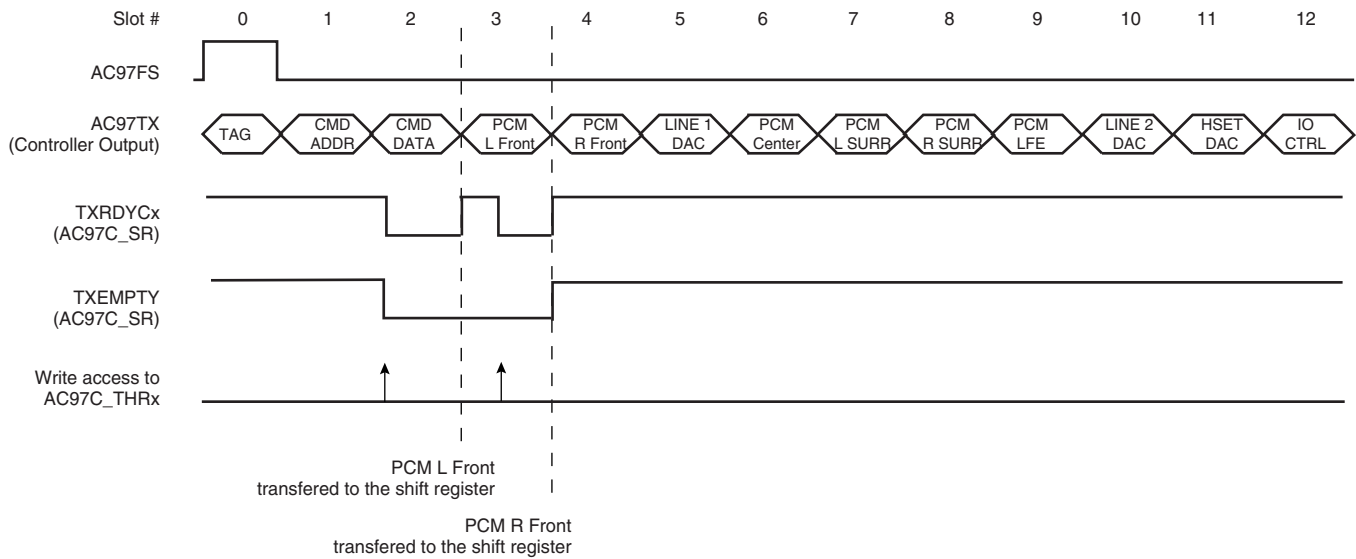 Slot # 0 1 2 3 4 5 6 7 8 9 10 11 12
AC97FS
AC97TX
(Controller Output)
TAG
CMD
ADDR
CMD
DATA
PCM
L Front
PCM
R Front
LINE 1
DAC
PCM
Center
PCM
L SURR
PCM
R SURR
PCM
LFE
LINE 2
DAC
HSET
DAC
IO
CTRL
TXRDYCx
(AC97C_SR)
TXEMPTY
(AC97C_SR)
Write access to
AC97C_THRx
PCM L Front
transfered to the shift register
PCM R Front
transfered to the shift register